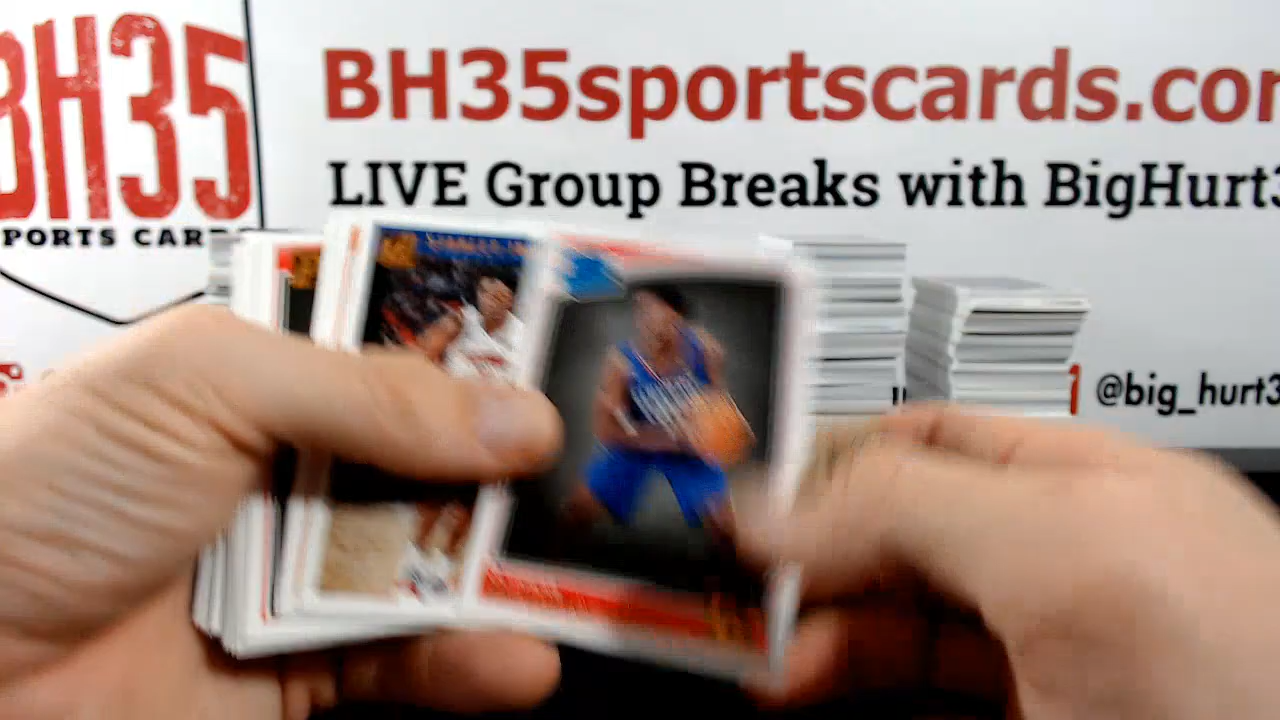 BH35
PORTS CAR
BH35sportscards.co
LIVE Group Breaks with BigHurt3
@big_hurt3